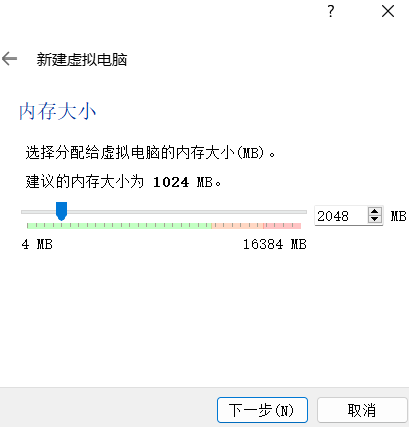 ?
新建虚拟电脑
内存大小
选择分配给虚拟电脑的内存大小(MB)。
建议的内存大小为 1024 MB。
2048 MB
4 MB 16384 MB
下一步(N) 取消